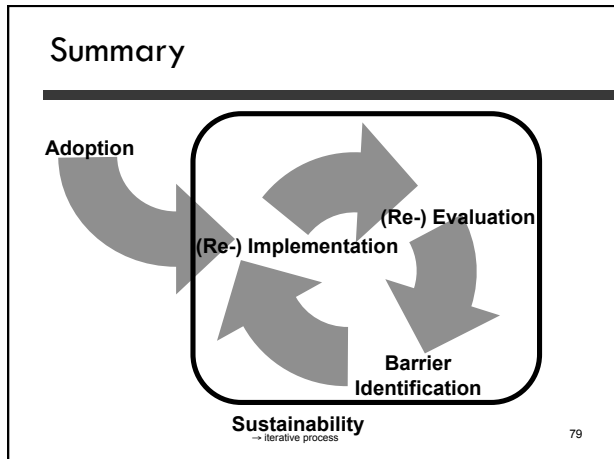 Summary
Adoption
(Re-) Evaluation
(Re-) Implementation
Barrier
Identification
Sustainability
→ iterative process
79